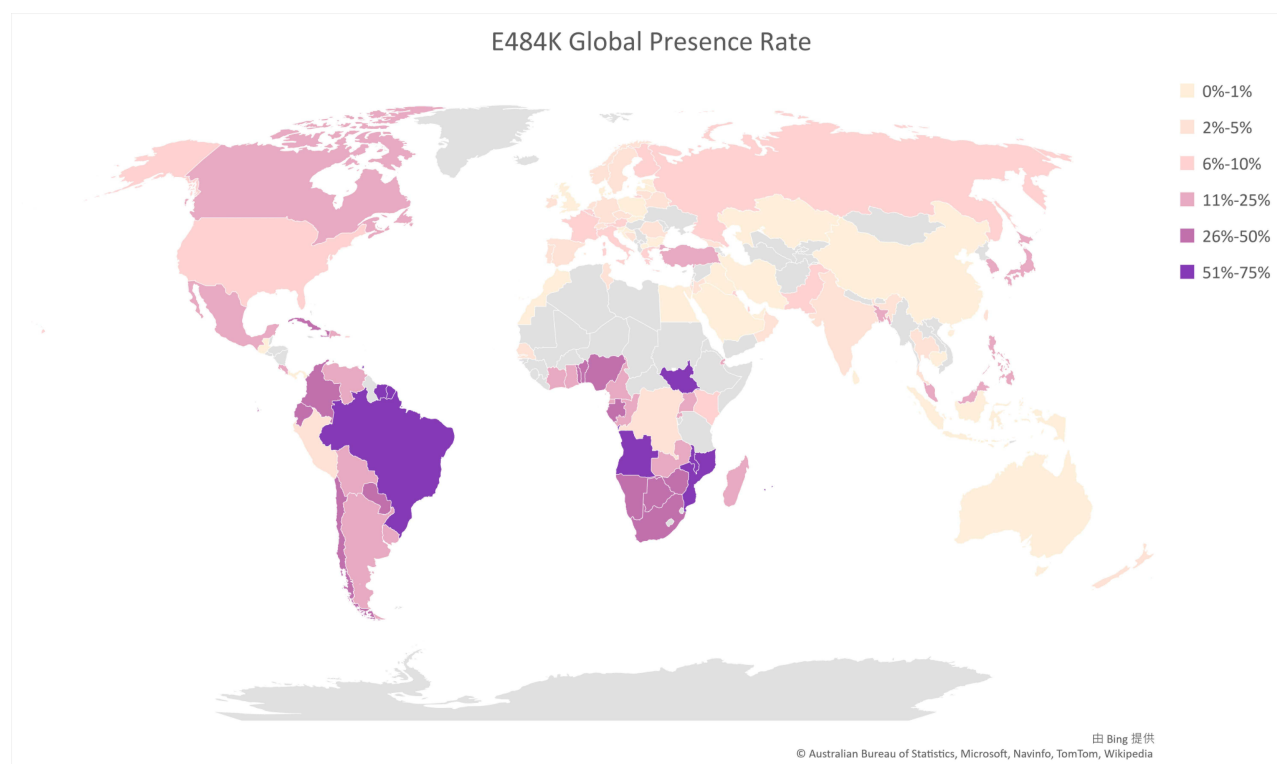 E484K Global Presence Rate
0%-1%
2%-5%
6%-10%
11%-25%
26%-50%
51%-75%
由 Bing 提供
© Australian Bureau of Statistics, Microsoft, Navinfo, TomTom, Wikipedia